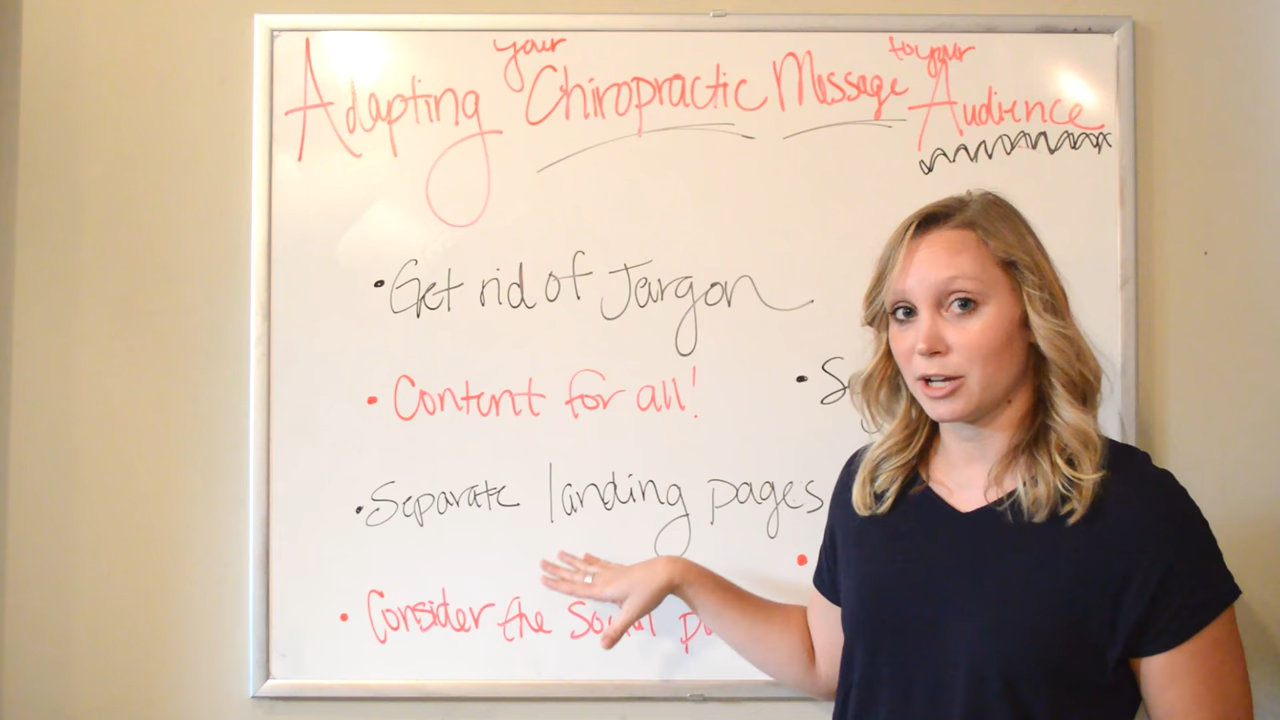 Adapting your Chiropractic Message to your Audience
• Get rid of Jargon
• Content for all!
• Separate landing pages
• Consider the Social